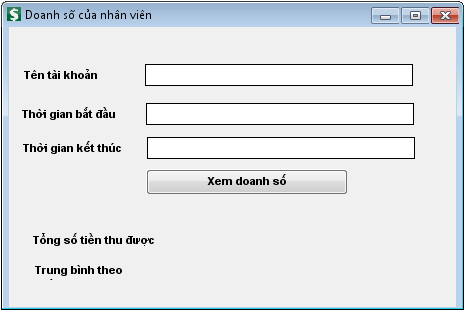 Doanh số của nhân viên
Tên tài khoản
Thời gian bắt đầu
Thời gian kết thúc
Xem doanh số
Tổng số tiền thu được
Trung bình theo